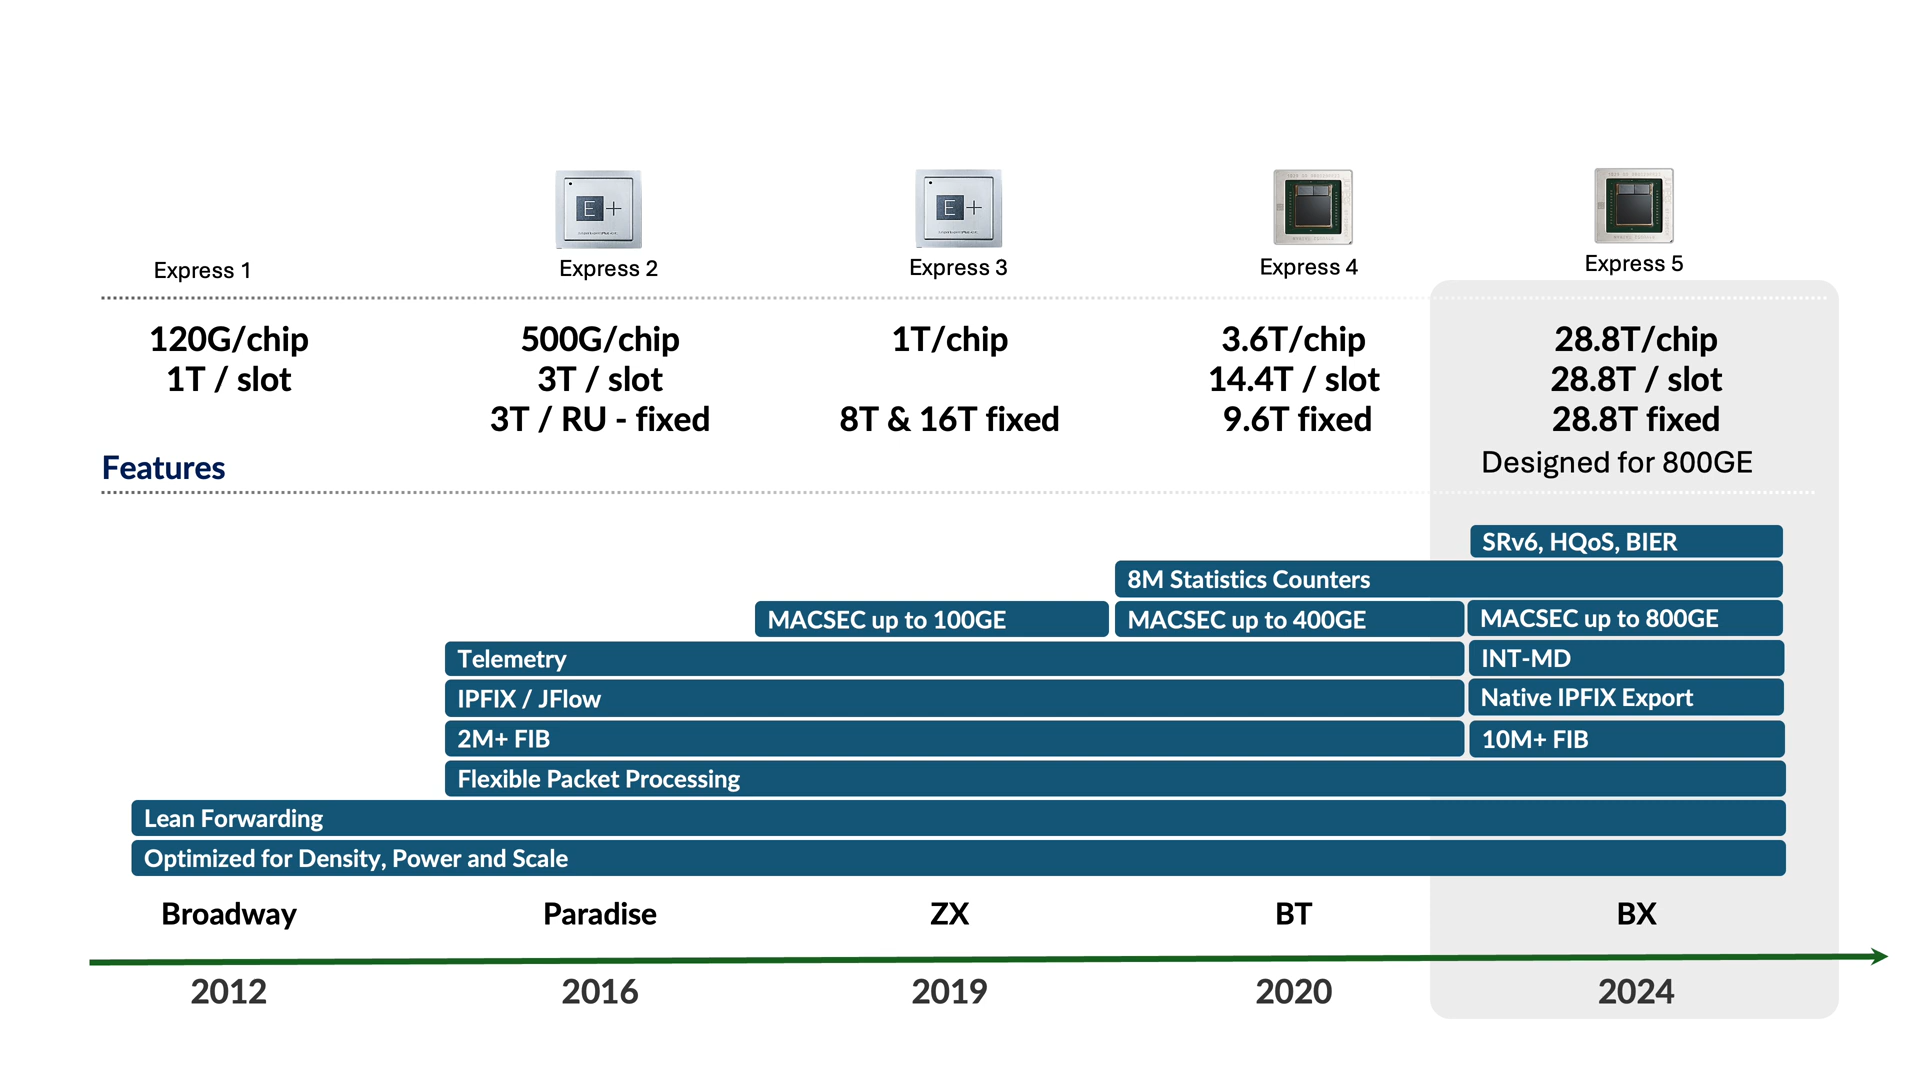 E+
E+
Express 1
Express 2
Express 3
Express 4
Express 5
120G/chip
1T / slot
500G/chip
3T / slot
3T / RU - fixed
1T/chip
8T & 16T fixed
3.6T/chip
14.4T / slot
9.6T fixed
28.8T/chip
28.8T / slot
28.8T fixed
Designed for 800GE
Features
SRv6, HQoS, BIER
8M Statistics Counters
MACSEC up to 100GE
MACSEC up to 400GE
MACSEC up to 800GE
Telemetry
INT-MD
IPFIX / JFlow
Native IPFIX Export
2M+ FIB
10M+ FIB
Flexible Packet Processing
Lean Forwarding
Optimized for Density, Power and Scale
Broadway
Paradise
ZX
BT
BX
2012
2016
2019
2020
2024